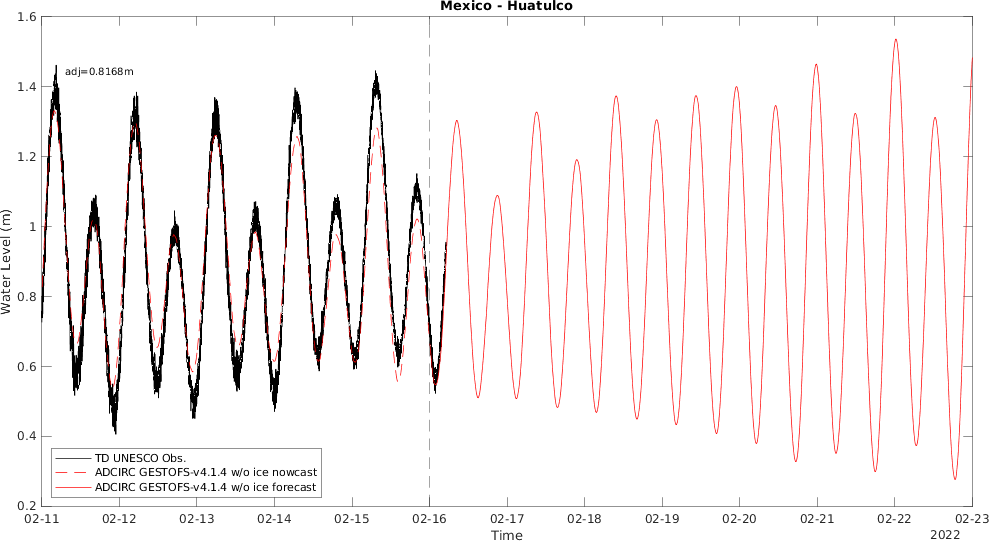 Mexico - Huatulco
1.6
1.4
1.2
1
0.8
0.6
0.4
0.2
Water Level (m)
adj=0.8168m
TD UNESCO Obs.
ADCIRC GESTOFS-v4.1.4 w/o ice nowcast
ADCIRC GESTOFS-v4.1.4 w/o ice forecast
02-11 02-12 02-13 02-14 02-15 02-16 02-17 02-18 02-19 02-20 02-21 02-22 02-23
Time
2022